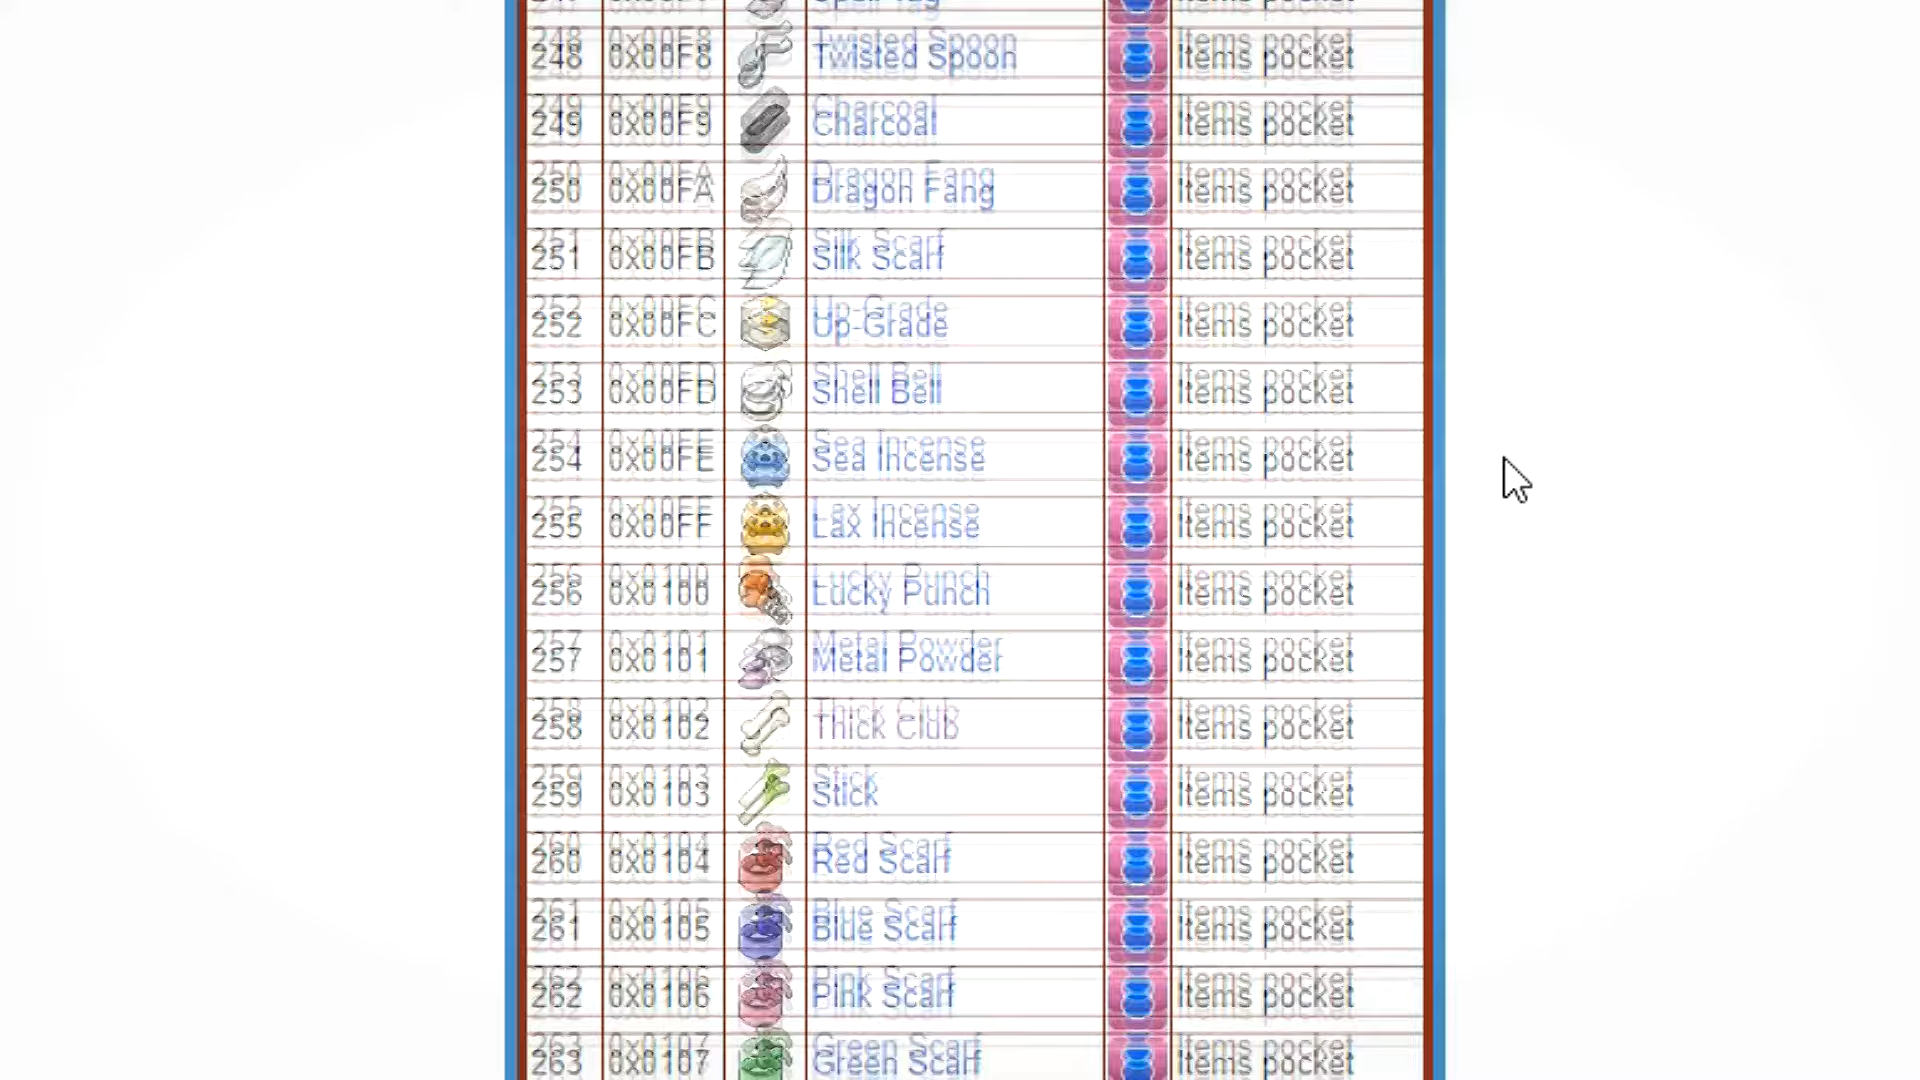 Spell Tag
248 0x00F8 Twisted Spoon Items pocket
249 0x00F9 Charcoal Items pocket
250 0x00FA Dragon Fang Items pocket
251 0x00FB Silk Scarf Items pocket
252 0x00FC Up-Grade Items pocket
253 0x00FD Shell Bell Items pocket
254 0x00FE Sea Incense Items pocket
255 0x00FF Lax Incense Items pocket
256 0x0100 Lucky Punch Items pocket
257 0x0101 Metal Powder Items pocket
258 0x0102 Thick Club Items pocket
259 0x0103 Stick Items pocket
260 0x0104 Red Scarf Items pocket
261 0x0105 Blue Scarf Items pocket
262 0x0106 Pink Scarf Items pocket
263 0x0107 Green Scarf Items pocket